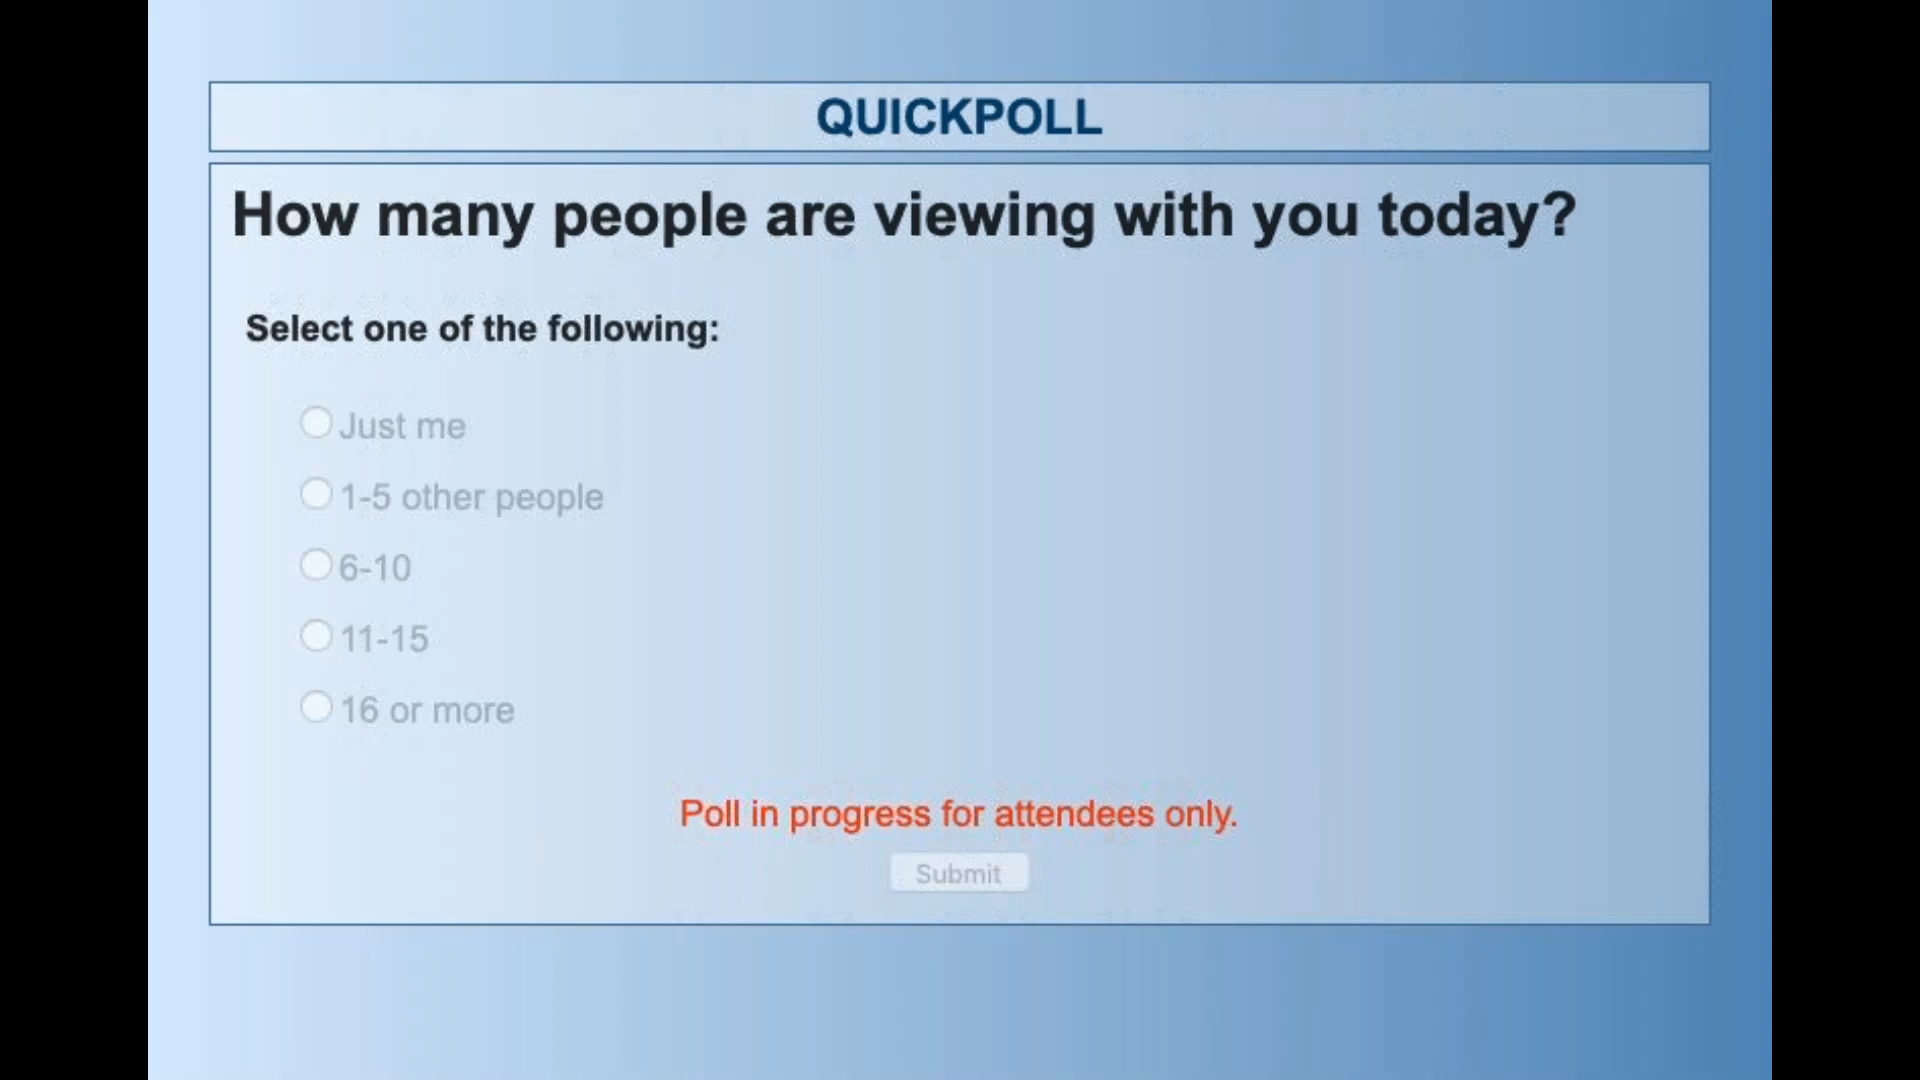 QUICKPOLL
How many people are viewing with you today?
Select one of the following:
Just me
1-5 other people
6-10
11-15
16 or more
Poll in progress for attendees only.
Submit